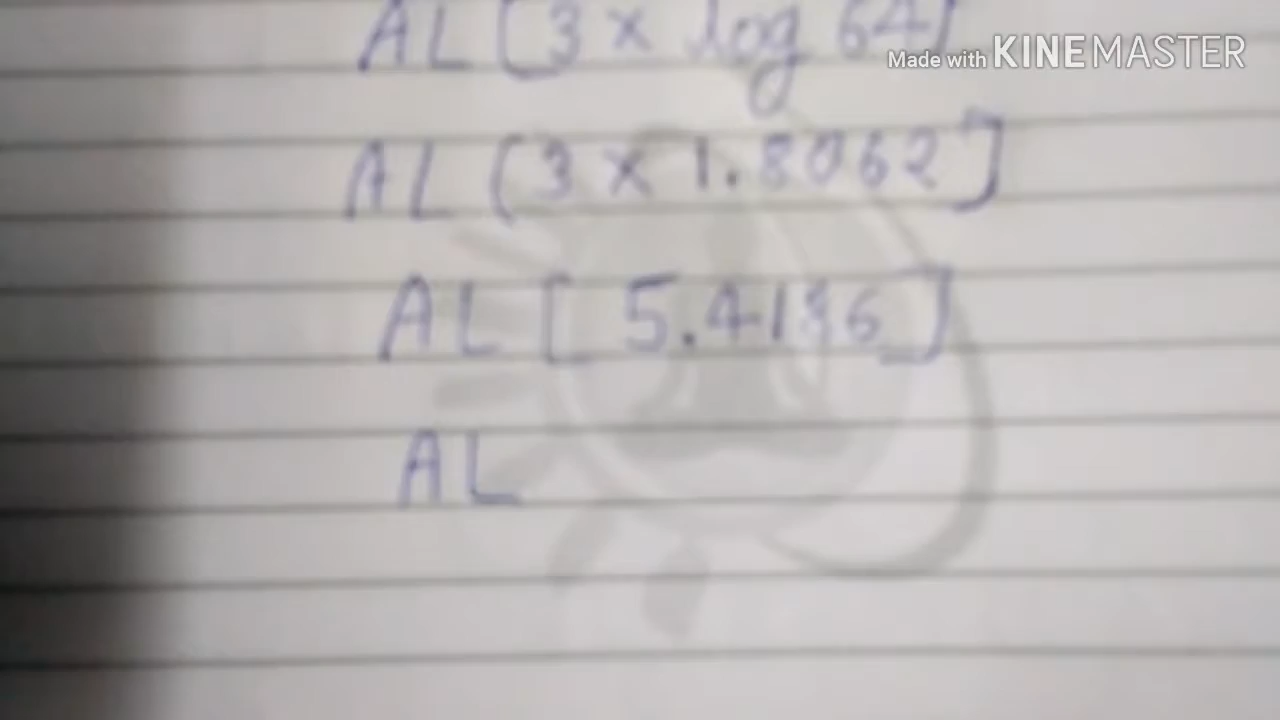 AL [3 × log 64]
Made with KINEMASTER
AL [3 × 1.8062]
AL [5.4186]
AL